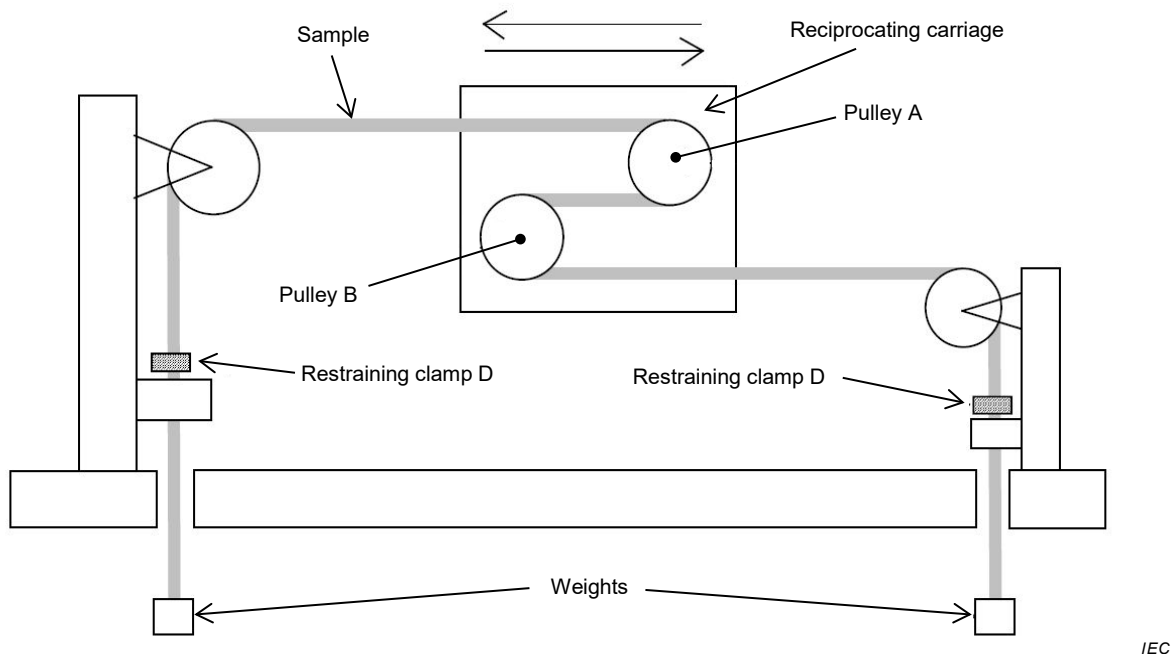 Sample
Reciprocating carriage
Pulley A
Pulley B
Restraining clamp D
Restraining clamp D
Weights
IEC